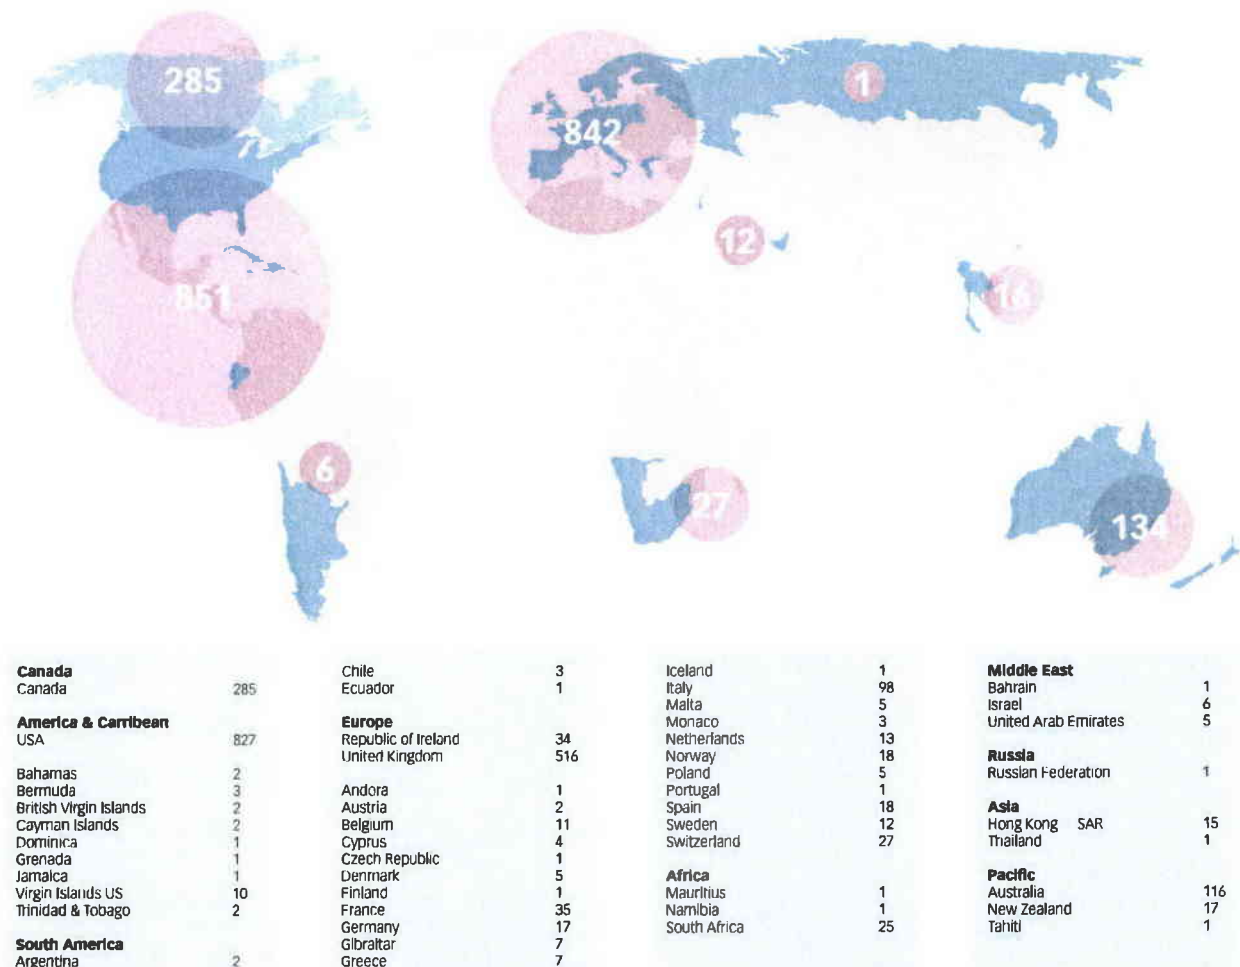 285
842
1
12
851
16
6
27
134
Canada
Canada 285
America & Carribean
USA 827
Bahamas 2
Bermuda 3
British Virgin Islands 2
Cayman Islands 2
Dominica 1
Grenada 1
Jamaica 1
Virgin Islands US 10
Trinidad & Tobago 2
South America
Argentina 2
Chile 3
Ecuador 1
Europe
Republic of Ireland 34
United Kingdom 516
Andora 1
Austria 2
Belgium 11
Cyprus 4
Czech Republic 1
Denmark 5
Finland 1
France 35
Germany 17
Gibraltar 7
Greece 7
Iceland 1
Italy 98
Malta 5
Monaco 3
Netherlands 13
Norway 18
Poland 5
Portugal 1
Spain 18
Sweden 12
Switzerland 27
Africa
Mauritius 1
Namibia 1
South Africa 25
Middle East
Bahrain 1
Israel 6
United Arab Emirates 5
Russia
Russian Federation 1
Asia
Hong Kong SAR 15
Thailand 1
Pacific
Australia 116
New Zealand 17
Tahiti 1